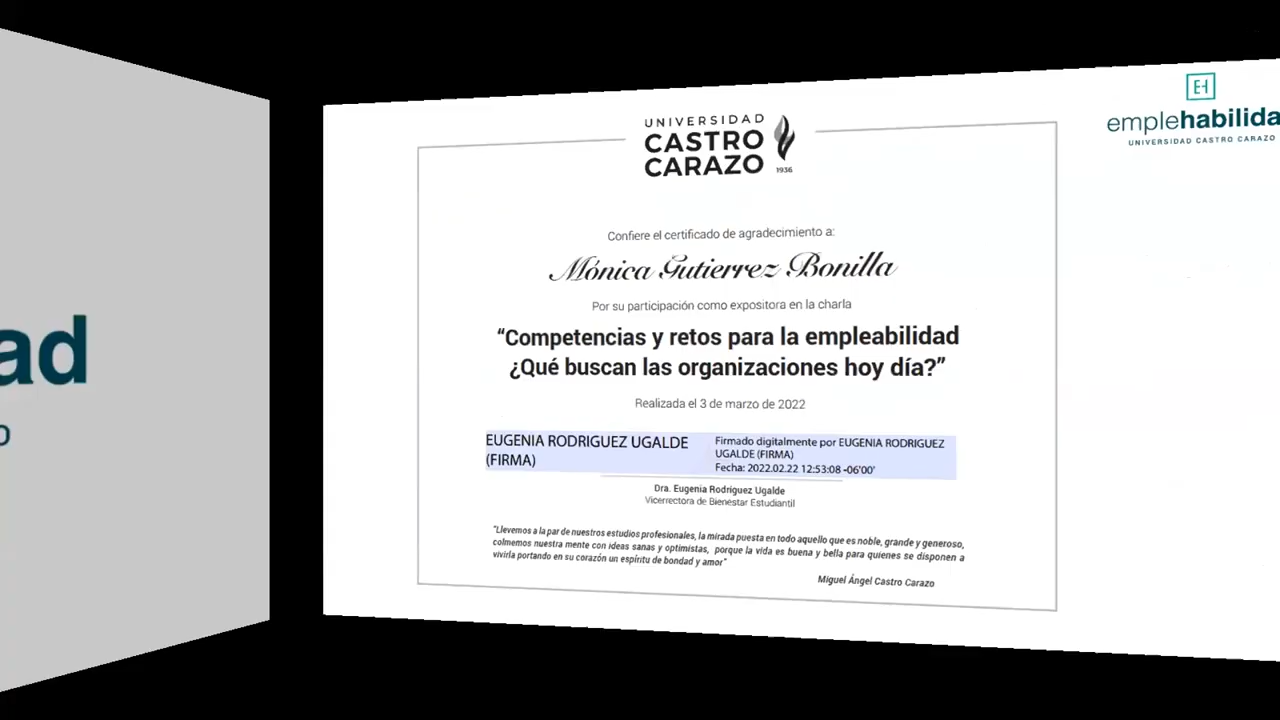 ad
o
UNIVERSIDAD
CASTRO
CARAZO
1936
EH
emplehabilida
UNIVERSIDAD CASTRO CARAZO
Confiere el certificado de agradecimiento a:
Mónica Gutierrez Bonilla
Por su participación como expositora en la charla
“Competencias y retos para la empleabilidad
¿Qué buscan las organizaciones hoy día?”
Realizada el 3 de marzo de 2022
EUGENIA RODRIGUEZ UGALDE
(FIRMA)
Firmado digitalmente por EUGENIA RODRIGUEZ
UGALDE (FIRMA)
Fecha: 2022.02.22 12:53:08 -06'00'
Dra. Eugenia Rodríguez Ugalde
Vicerrectora de Bienestar Estudiantil
"Llevemos a la par de nuestros estudios profesionales, la mirada puesta en todo aquello que es noble, grande y generoso,
colmemos nuestra mente con ideas sanas y optimistas, porque la vida es buena y bella para quienes se disponen a
vivirla portando en su corazón un espíritu de bondad y amor"
Miguel Ángel Castro Carazo